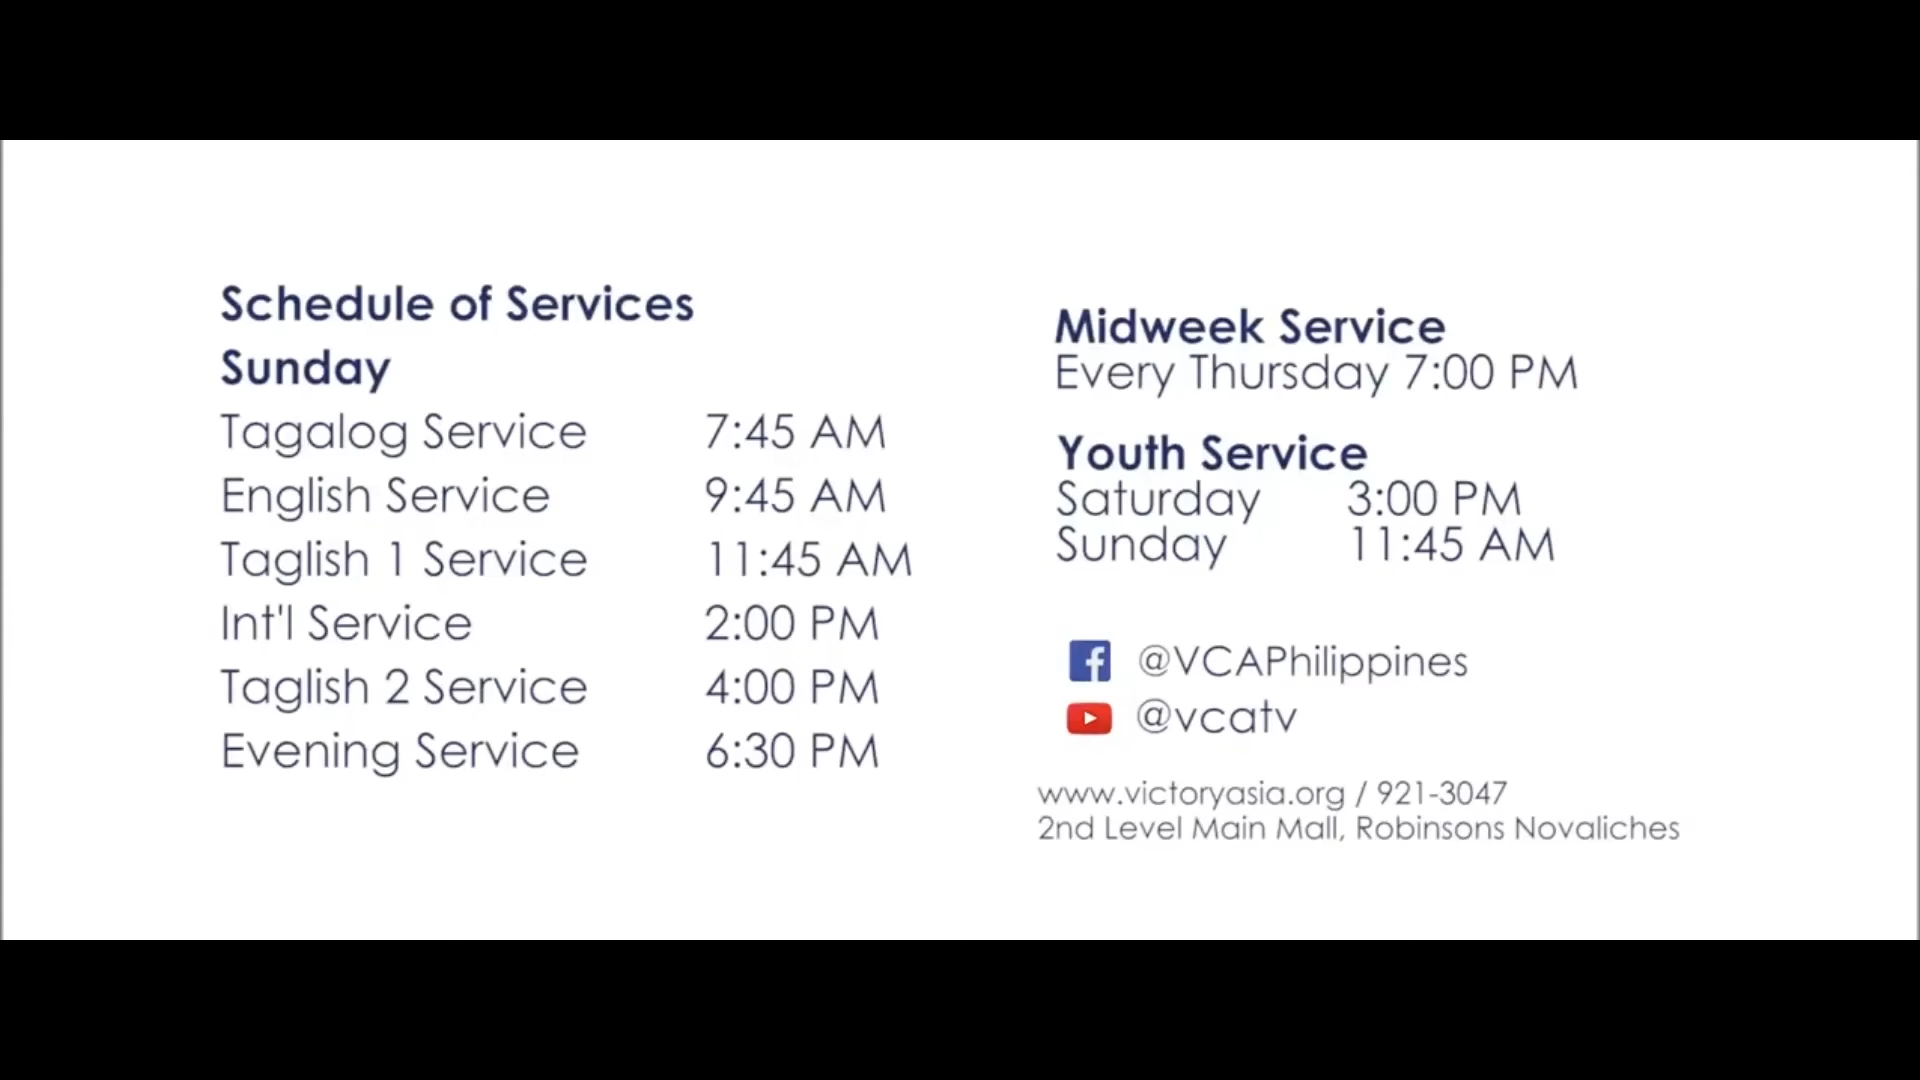 Schedule of Services
Sunday
Tagalog Service 7:45 AM
English Service 9:45 AM
Taglish 1 Service 11:45 AM
Int'l Service 2:00 PM
Taglish 2 Service 4:00 PM
Evening Service 6:30 PM
Midweek Service
Every Thursday 7:00 PM
Youth Service
Saturday 3:00 PM
Sunday 11:45 AM
@VCAPhilippines
@vcatv
www.victoryasia.org / 921-3047
2nd Level Main Mall, Robinsons Novaliches